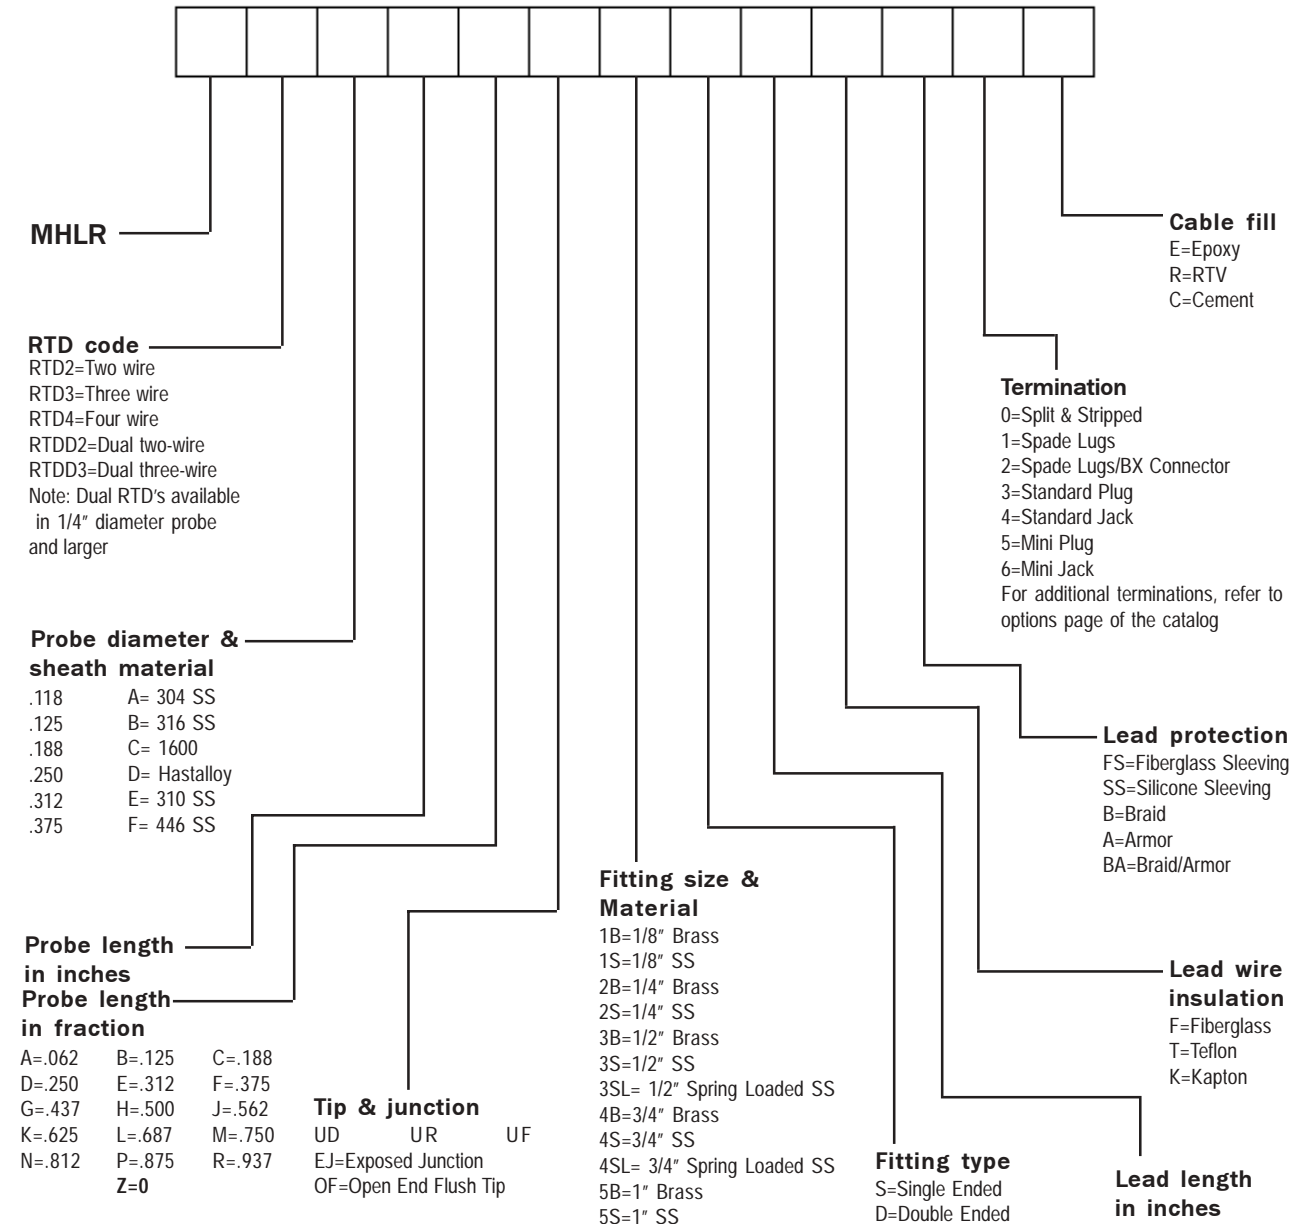 MHLR
RTD code
RTD2=Two wire
RTD3=Three wire
RTD4=Four wire
RTDD2=Dual two-wire
RTDD3=Dual three-wire
Note: Dual RTD's available
in 1/4" diameter probe
and larger
Probe diameter &
sheath material
.118 A= 304 SS
.125 B= 316 SS
.188 C= 1600
.250 D= Hastalloy
.312 E= 310 SS
.375 F= 446 SS
Probe length
in inches
Probe length
in fraction
A=.062 B=.125 C=.188
D=.250 E=.312 F=.375
G=.437 H=.500 J=.562
K=.625 L=.687 M=.750
N=.812 P=.875 R=.937
Z=0
Tip & junction
UD UR UF
EJ=Exposed Junction
OF=Open End Flush Tip
Fitting size &
Material
1B=1/8" Brass
1S=1/8" SS
2B=1/4" Brass
2S=1/4" SS
3B=1/2" Brass
3S=1/2" SS
3SL= 1/2" Spring Loaded SS
4B=3/4" Brass
4S=3/4" SS
4SL= 3/4" Spring Loaded SS
5B=1" Brass
5S=1" SS
Fitting type
S=Single Ended
D=Double Ended
Lead length
in inches
Lead wire
insulation
F=Fiberglass
T=Teflon
K=Kapton
Lead protection
FS=Fiberglass Sleeving
SS=Silicone Sleeving
B=Braid
A=Armor
BA=Braid/Armor
Termination
0=Split & Stripped
1=Spade Lugs
2=Spade Lugs/BX Connector
3=Standard Plug
4=Standard Jack
5=Mini Plug
6=Mini Jack
For additional terminations, refer to
options page of the catalog
Cable fill
E=Epoxy
R=RTV
C=Cement